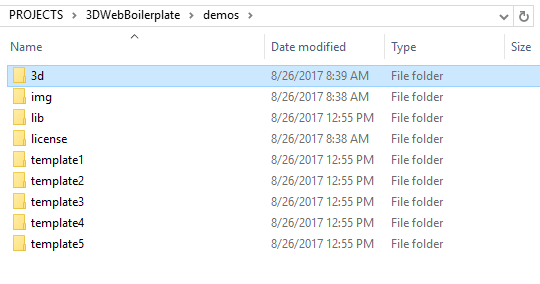 PROJECTS > 3DWebBoilerplate > demos >
Name Date modified Type Size
3d 8/26/2017 8:39 AM File folder
img 8/26/2017 8:38 AM File folder
lib 8/26/2017 12:55 PM File folder
license 8/26/2017 8:38 AM File folder
template1 8/26/2017 12:55 PM File folder
template2 8/26/2017 12:55 PM File folder
template3 8/26/2017 12:55 PM File folder
template4 8/26/2017 12:55 PM File folder
template5 8/26/2017 12:55 PM File folder